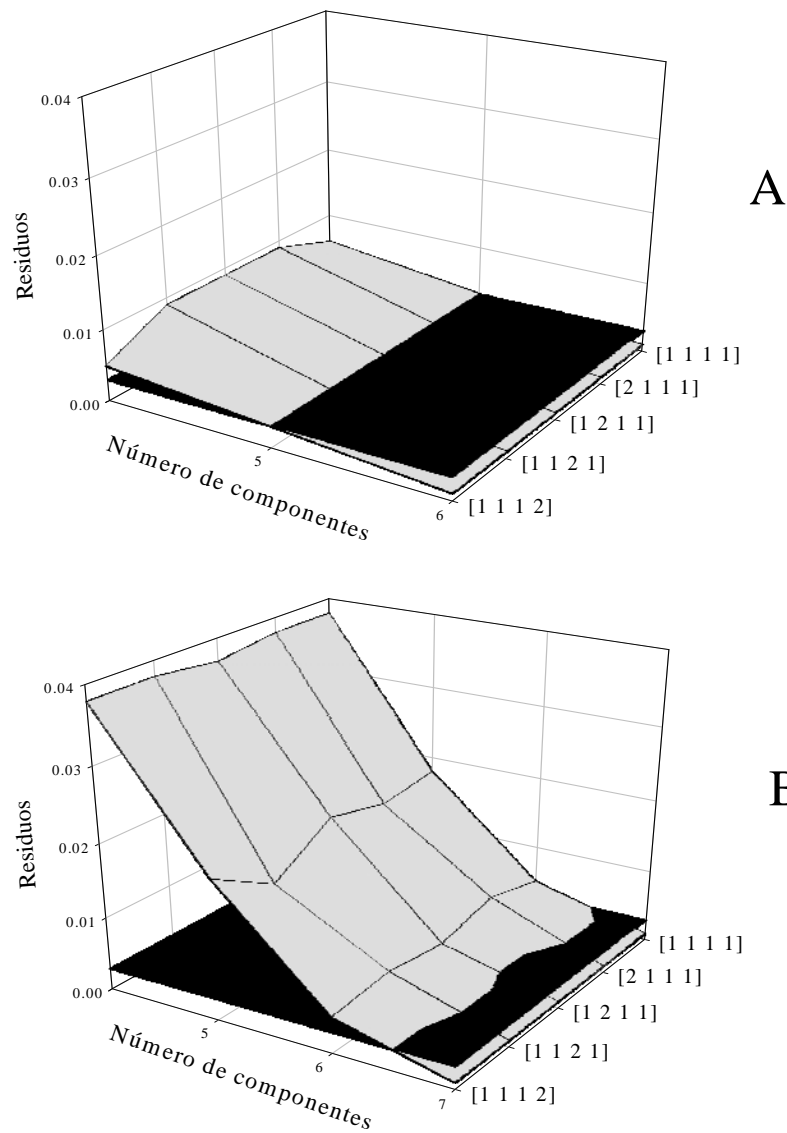 A
0.04
0.03
0.02
0.01
0.00
Residuos
Número de componentes
5
6
[1 1 1 1]
[2 1 1 1]
[1 2 1 1]
[1 1 2 1]
[1 1 1 2]
B
0.04
0.03
0.02
0.01
0.00
Residuos
Número de componentes
5
6
7
[1 1 1 1]
[2 1 1 1]
[1 2 1 1]
[1 1 2 1]
[1 1 1 2]